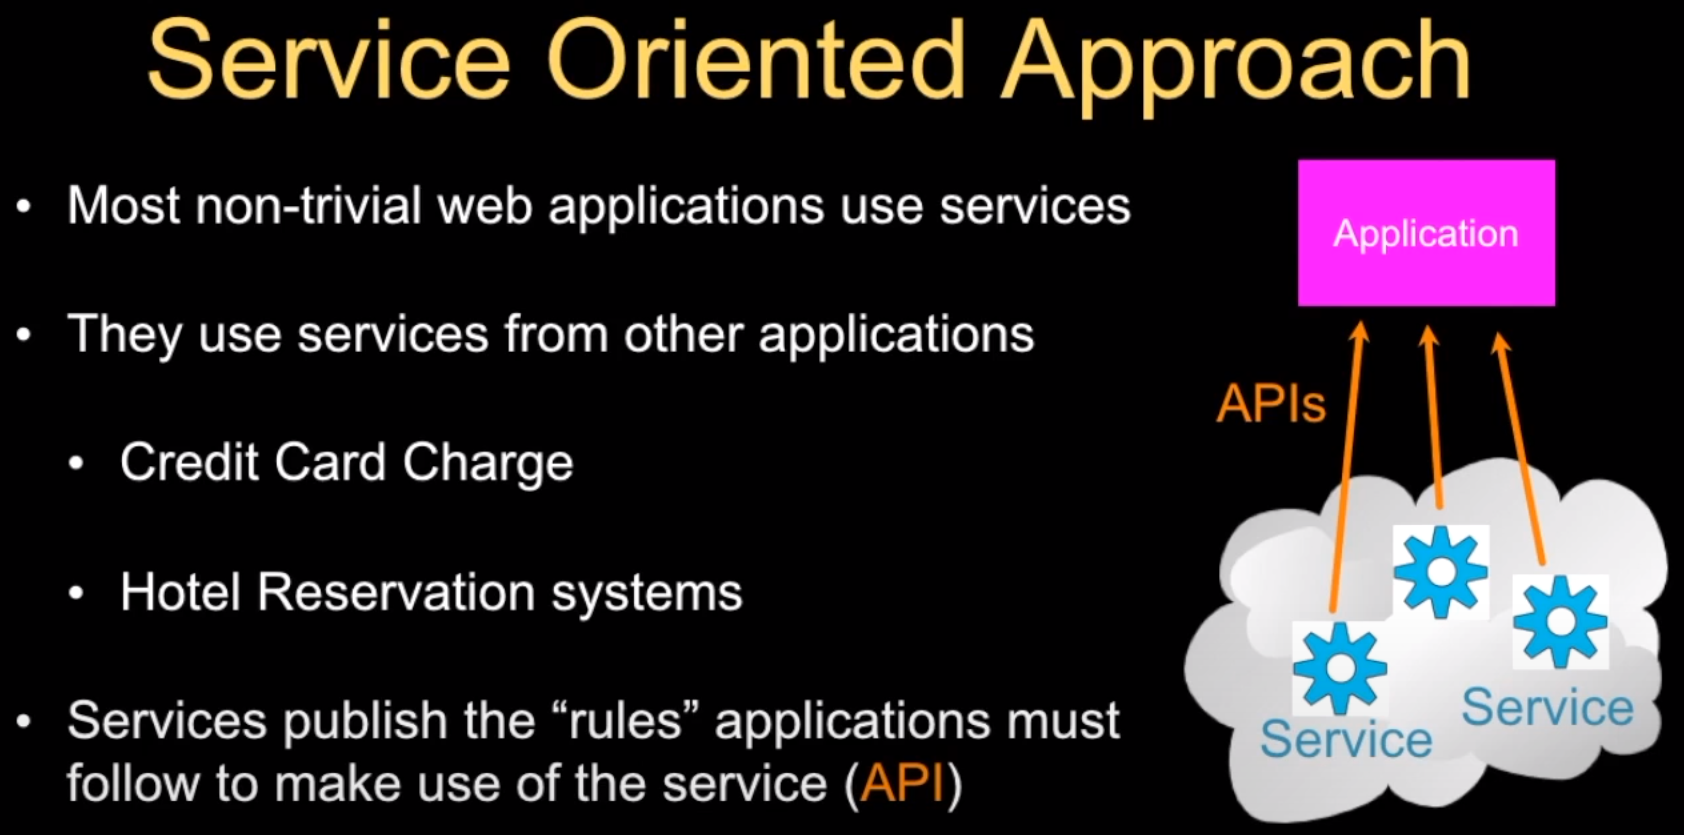 Service Oriented Approach
• Most non-trivial web applications use services
• They use services from other applications
• Credit Card Charge
• Hotel Reservation systems
• Services publish the “rules” applications must
follow to make use of the service (API)
Application
APIs
Service
Service